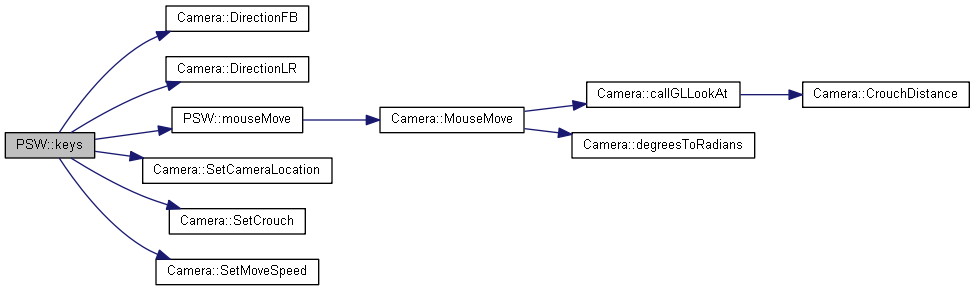 PSW::keys
Camera::DirectionFB
Camera::DirectionLR
PSW::mouseMove
Camera::SetCameraLocation
Camera::SetCrouch
Camera::SetMoveSpeed
Camera::MouseMove
Camera::callGLLookAt
Camera::degreesToRadians
Camera::CrouchDistance